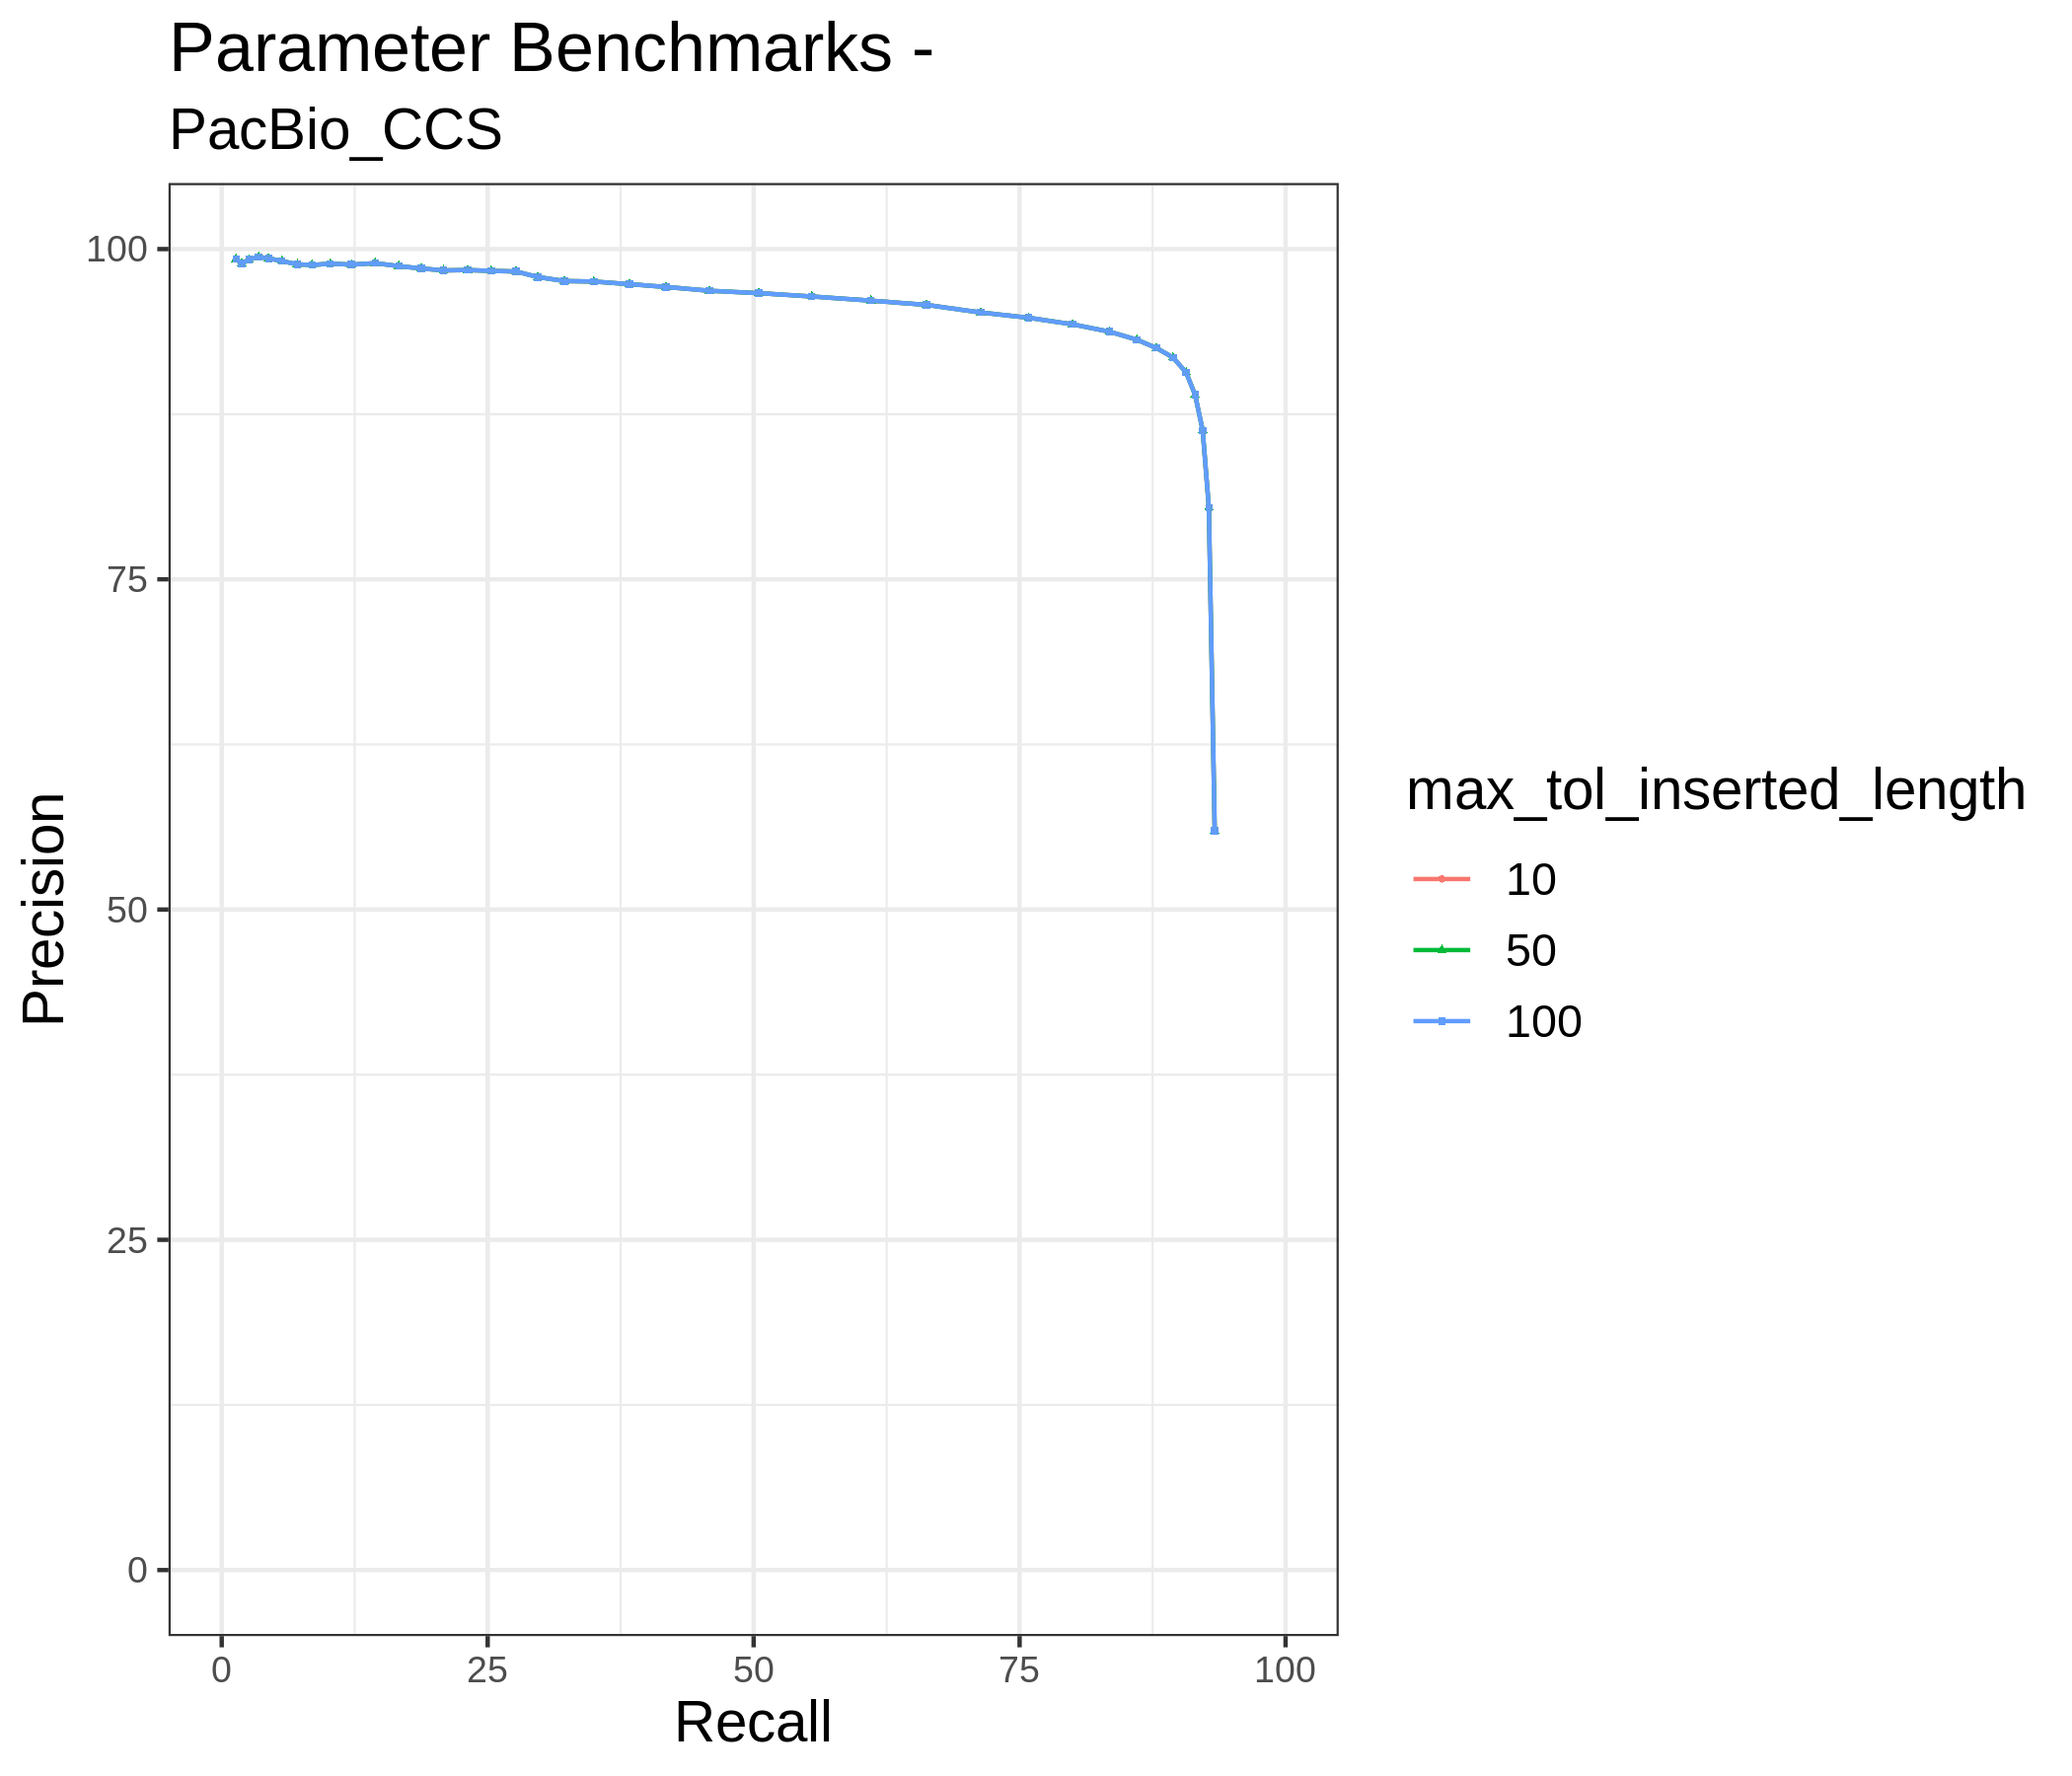 Parameter Benchmarks -
PacBio_CCS
100
75
50
25
0
Precision
0 25 50 75 100
Recall
max_tol_inserted_length
10
50
100